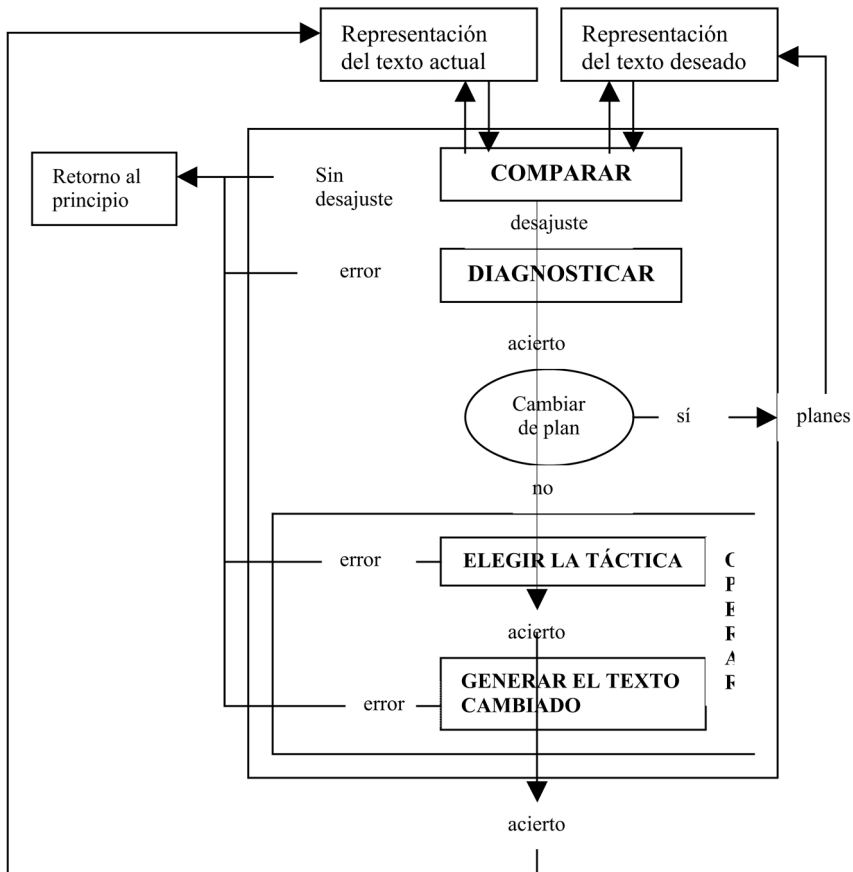 Representación
del texto actual
Representación
del texto deseado
Retorno al
principio
Sin
desajuste
COMPARAR
desajuste
error
DIAGNOSTICAR
acierto
Cambiar
de plan
sí
planes
no
error
ELEGIR LA TÁCTICA
O
P
E
R
A
R
acierto
error
GENERAR EL TEXTO
CAMBIADO
acierto